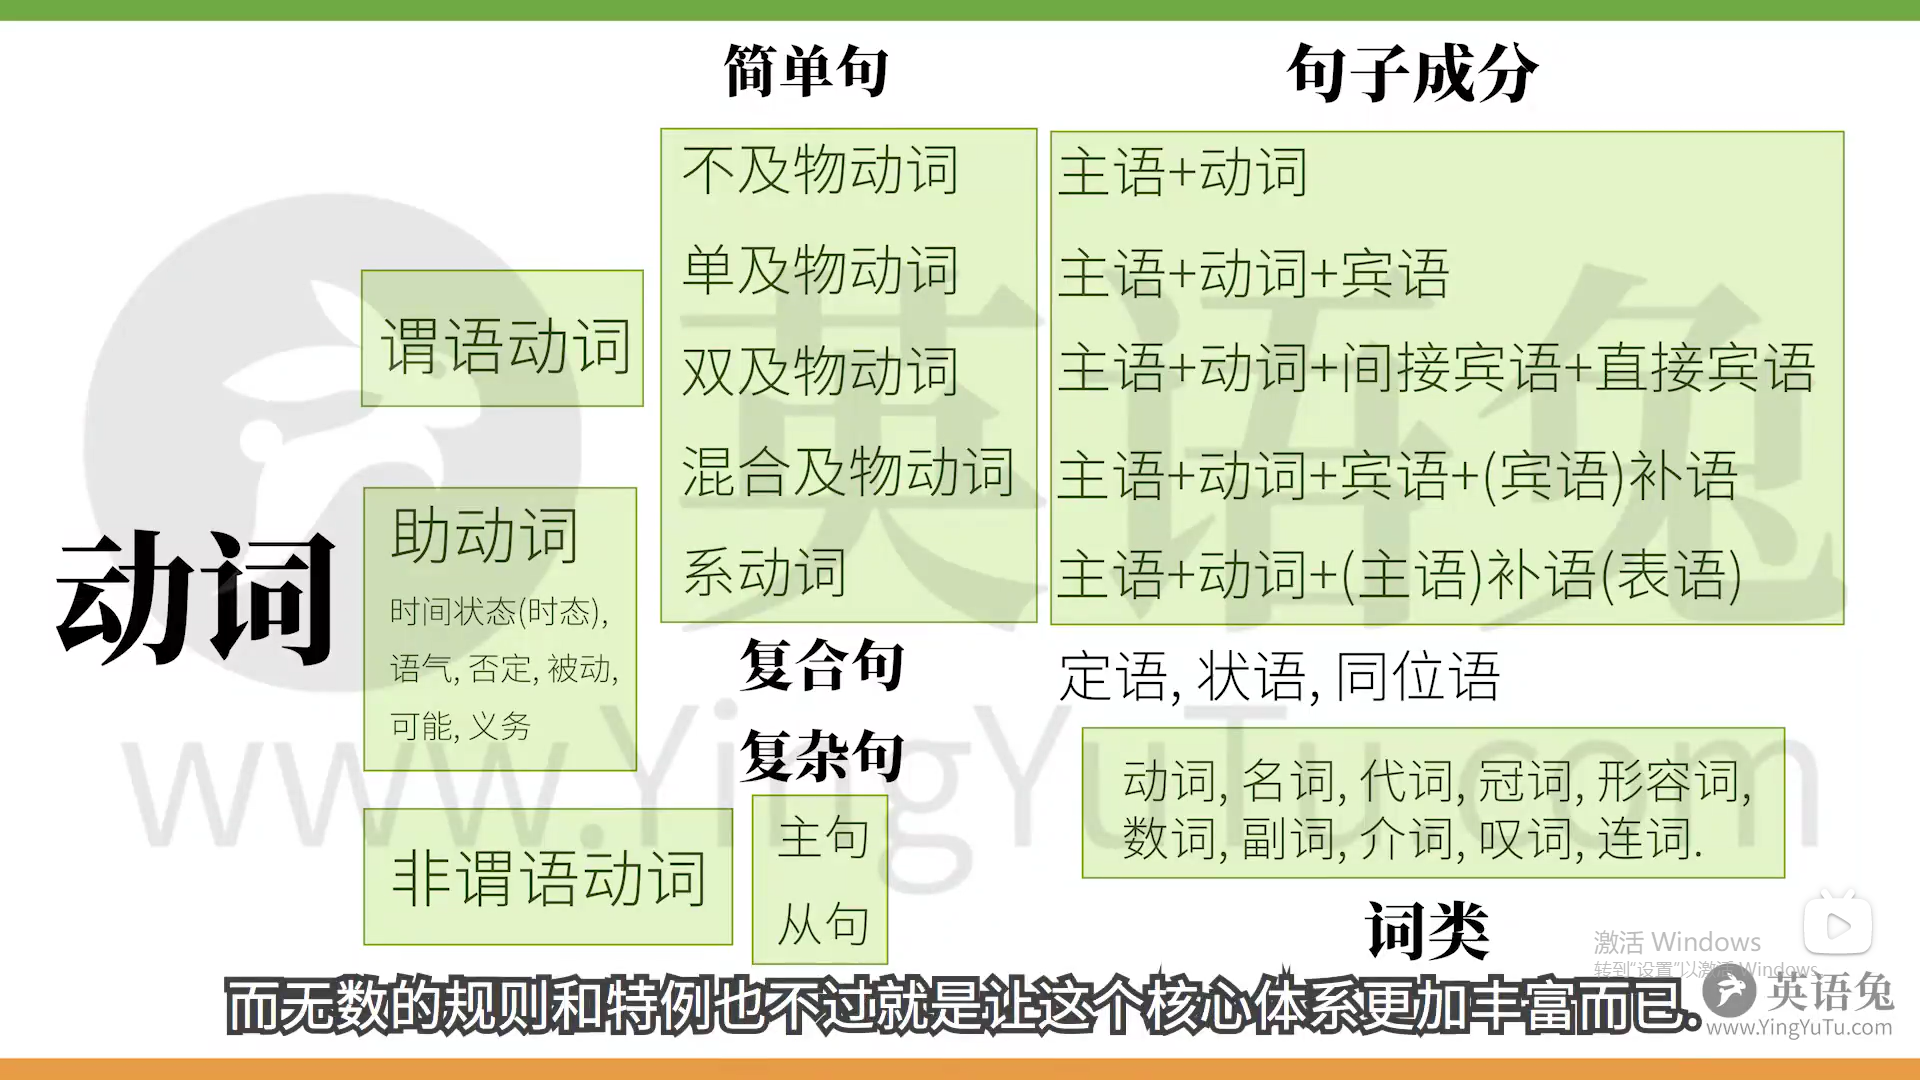 简单句
句子成分
不及物动词
主语+动词
单及物动词
主语+动词+宾语
谓语动词
双及物动词
主语+动词+间接宾语+直接宾语
混合及物动词
主语+动词+宾语+(宾语)补语
系动词
主语+动词+(主语)补语(表语)
动词
助动词
时间状态(时态),
语气, 否定, 被动,
可能, 义务
复合句
定语, 状语, 同位语
复杂句
主句
从句
非谓语动词
动词, 名词, 代词, 冠词, 形容词,
数词, 副词, 介词, 叹词, 连词.
词类
英语兔
www.YingYuTu.com
激活 Windows
转到"设置"以激活 Windows。
而无数的规则和特例也不过就是让这个核心体系更加丰富而已.
英语兔
www.YingYuTu.com